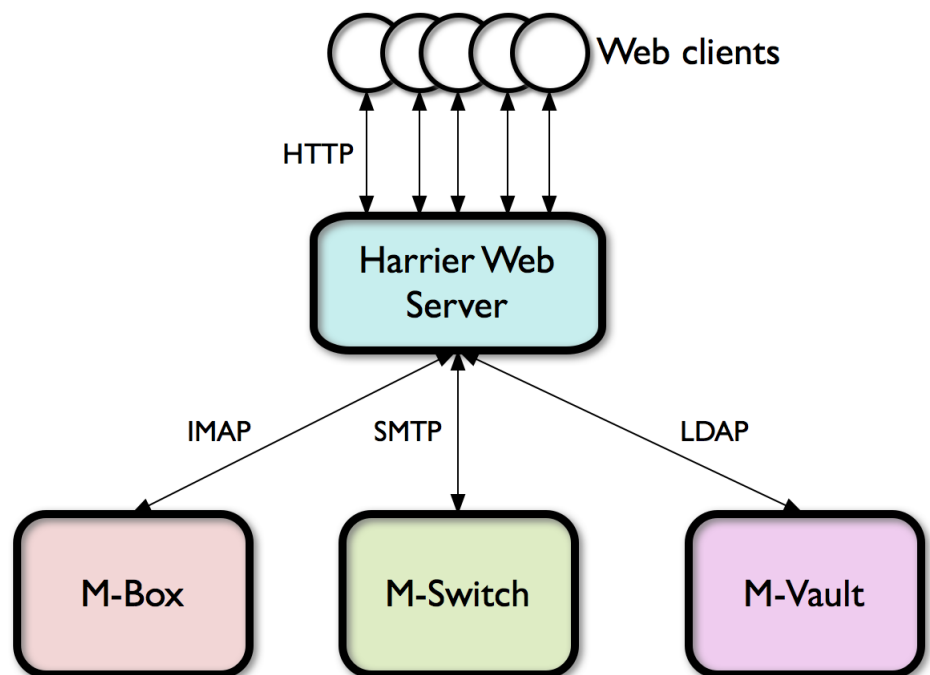 Web clients
HTTP
Harrier Web
Server
IMAP
SMTP
LDAP
M-Box
M-Switch
M-Vault